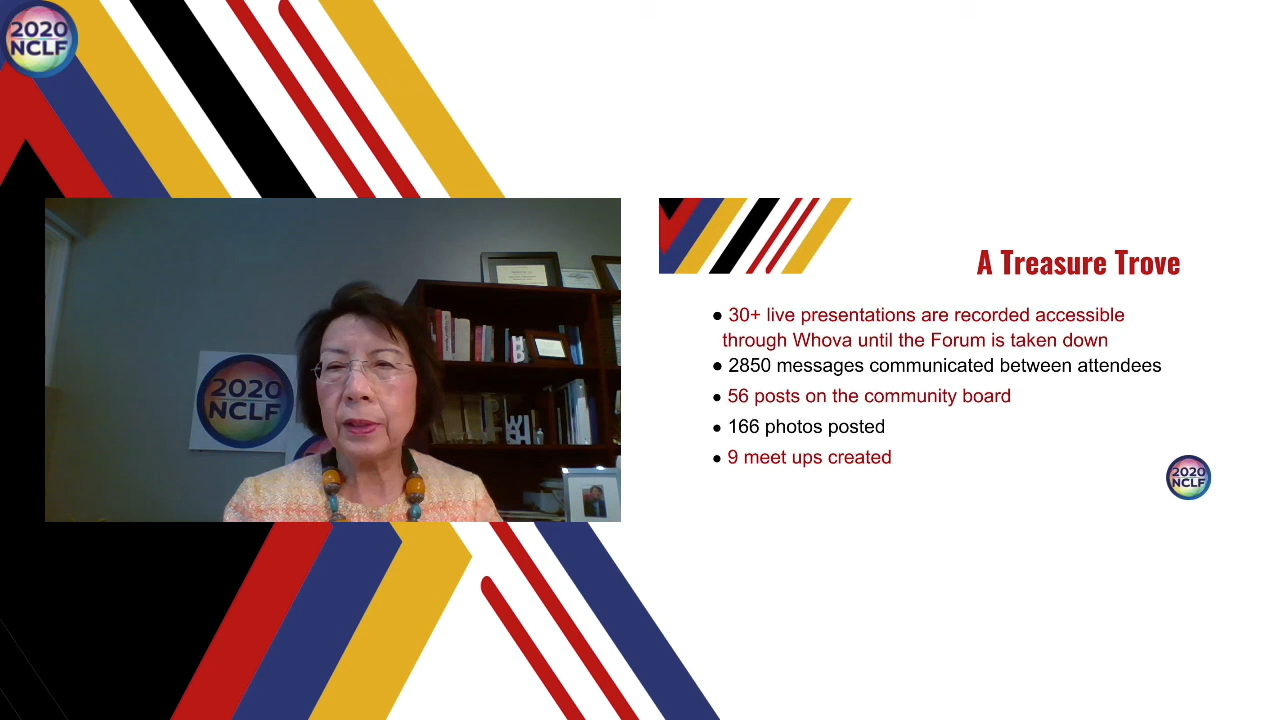 2020
NCLF
A Treasure Trove
● 30+ live presentations are recorded accessible
through Whova until the Forum is taken down
● 2850 messages communicated between attendees
● 56 posts on the community board
● 166 photos posted
● 9 meet ups created
2020
NCLF
2020
NCLF